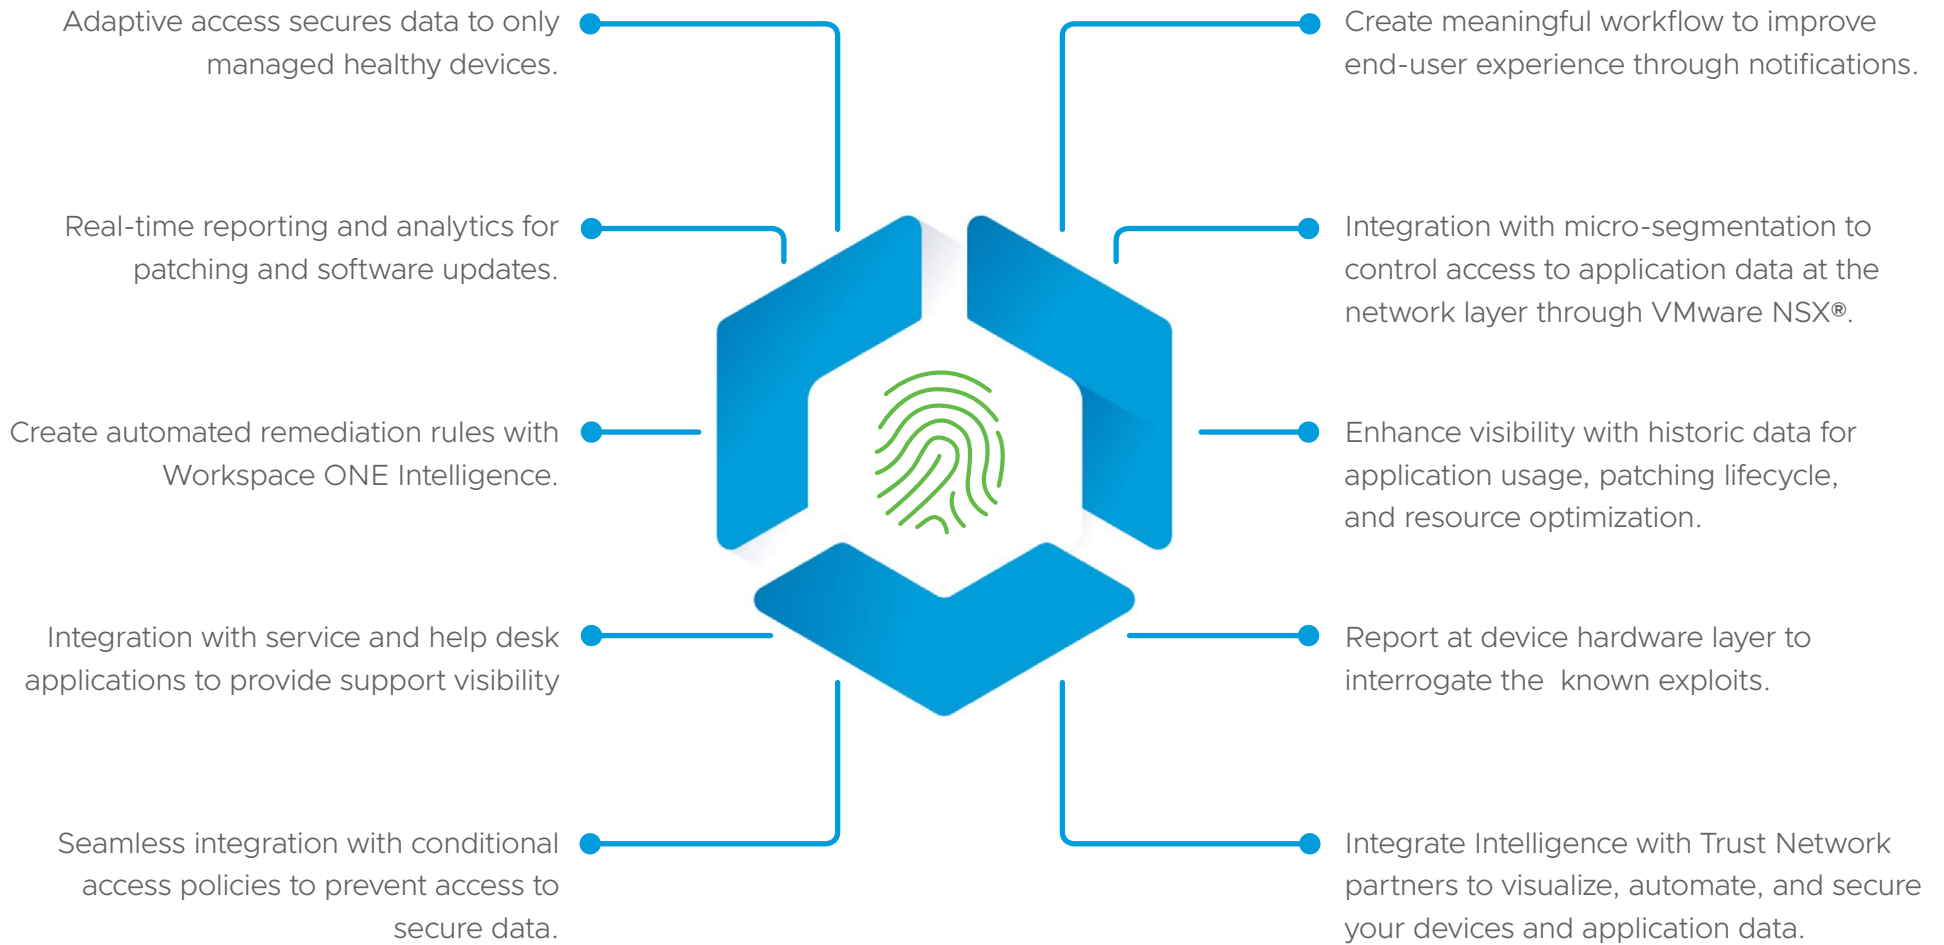 Adaptive access secures data to only
managed healthy devices.
Real-time reporting and analytics for
patching and software updates.
Create automated remediation rules with
Workspace ONE Intelligence.
Integration with service and help desk
applications to provide support visibility
Seamless integration with conditional
access policies to prevent access to
secure data.
Create meaningful workflow to improve
end-user experience through notifications.
Integration with micro-segmentation to
control access to application data at the
network layer through VMware NSX®.
Enhance visibility with historic data for
application usage, patching lifecycle,
and resource optimization.
Report at device hardware layer to
interrogate the  known exploits.
Integrate Intelligence with Trust Network
partners to visualize, automate, and secure
your devices and application data.